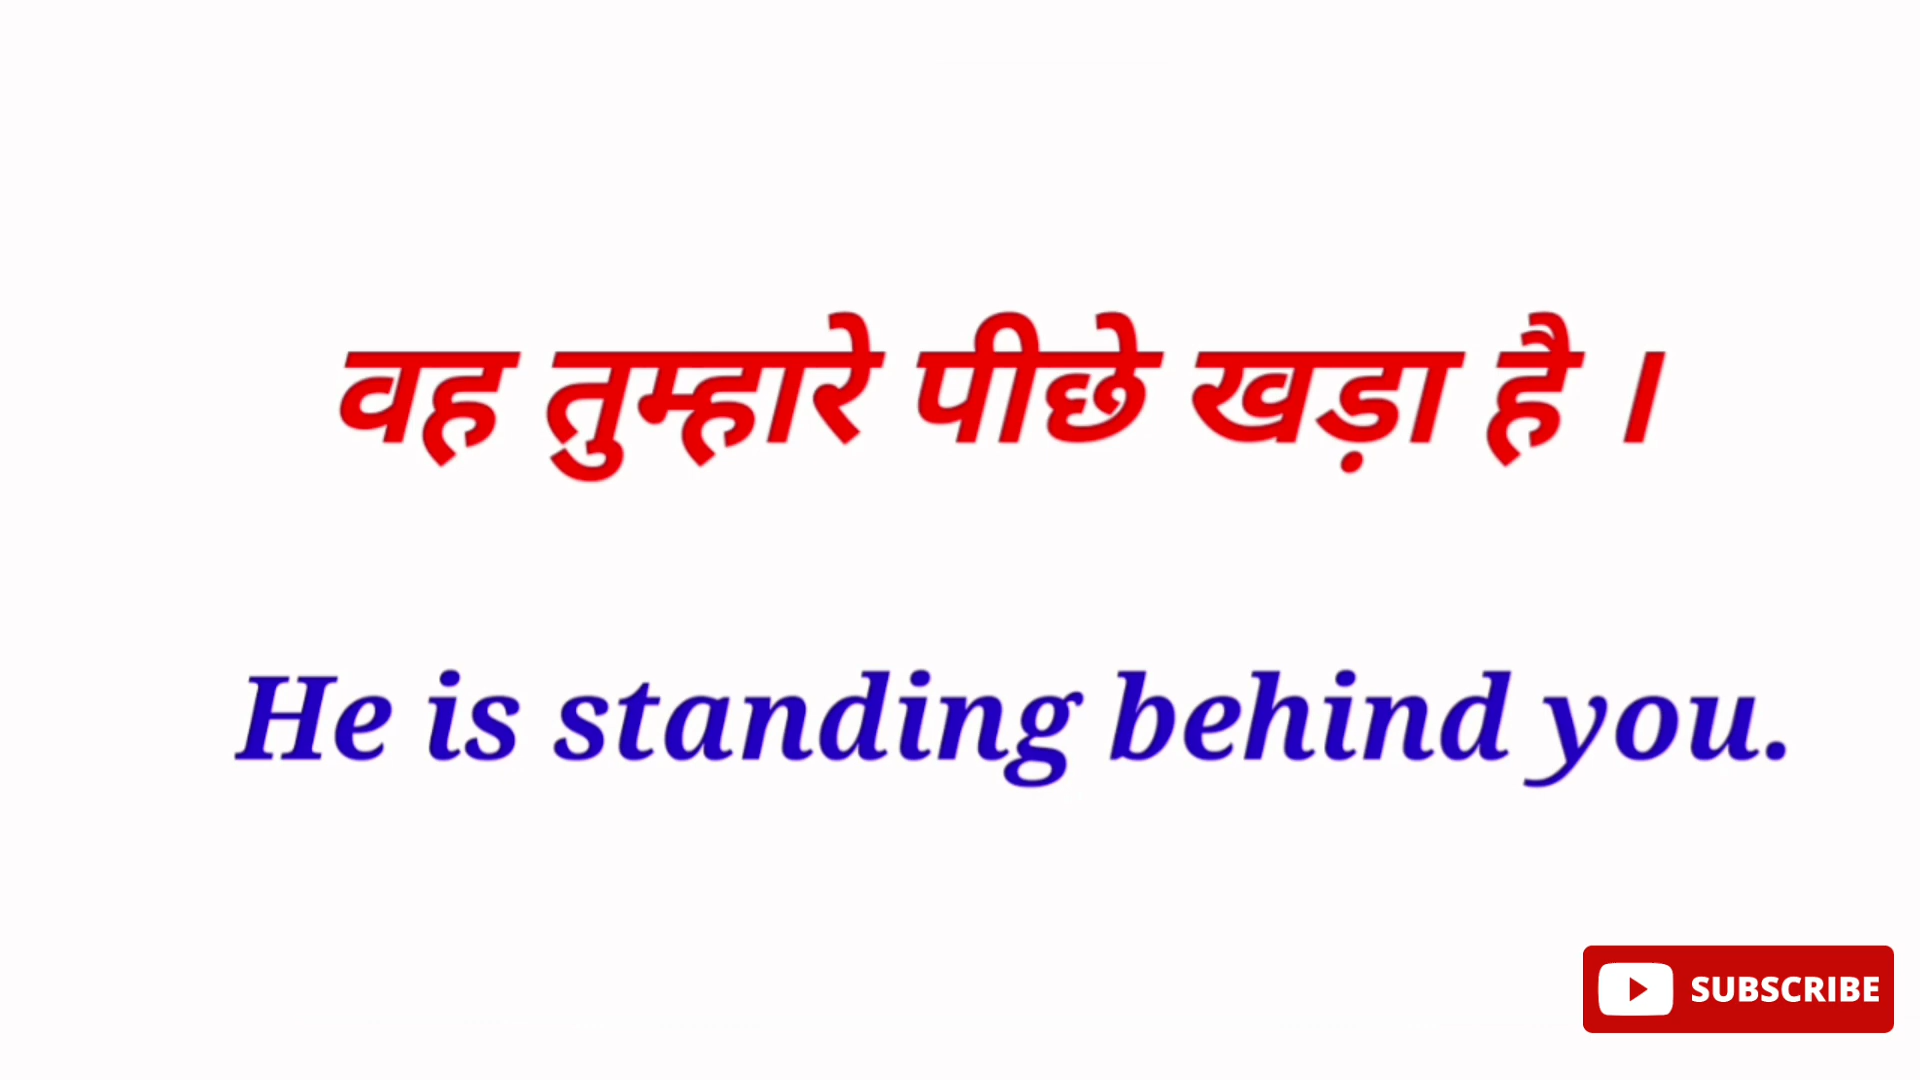 वह तुम्हारे पीछे खड़ा है ।
He is standing behind you.
SUBSCRIBE